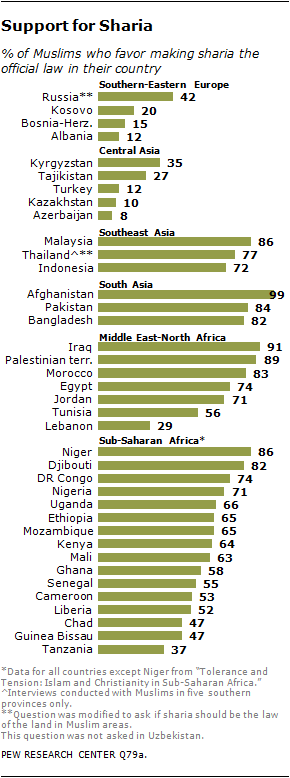 Support for Sharia
% of Muslims who favor making sharia the
official law in their country
Southern-Eastern Europe
Russia** 42
Kosovo 20
Bosnia-Herz. 15
Albania 12
Central Asia
Kyrgyzstan 35
Tajikistan 27
Turkey 12
Kazakhstan 10
Azerbaijan 8
Southeast Asia
Malaysia 86
Thailand^** 77
Indonesia 72
South Asia
Afghanistan 99
Pakistan 84
Bangladesh 82
Middle East-North Africa
Iraq 91
Palestinian terr. 89
Morocco 83
Egypt 74
Jordan 71
Tunisia 56
Lebanon 29
Sub-Saharan Africa*
Niger 86
Djibouti 82
DR Congo 74
Nigeria 71
Uganda 66
Ethiopia 65
Mozambique 65
Kenya 64
Mali 63
Ghana 58
Senegal 55
Cameroon 53
Liberia 52
Chad 47
Guinea Bissau 47
Tanzania 37
*Data for all countries except Niger from “Tolerance and
Tension: Islam and Christianity in Sub-Saharan Africa.”
^Interviews conducted with Muslims in five southern
provinces only.
**Question was modified to ask if sharia should be the law
of the land in Muslim areas.
This question was not asked in Uzbekistan.
PEW RESEARCH CENTER Q79a.